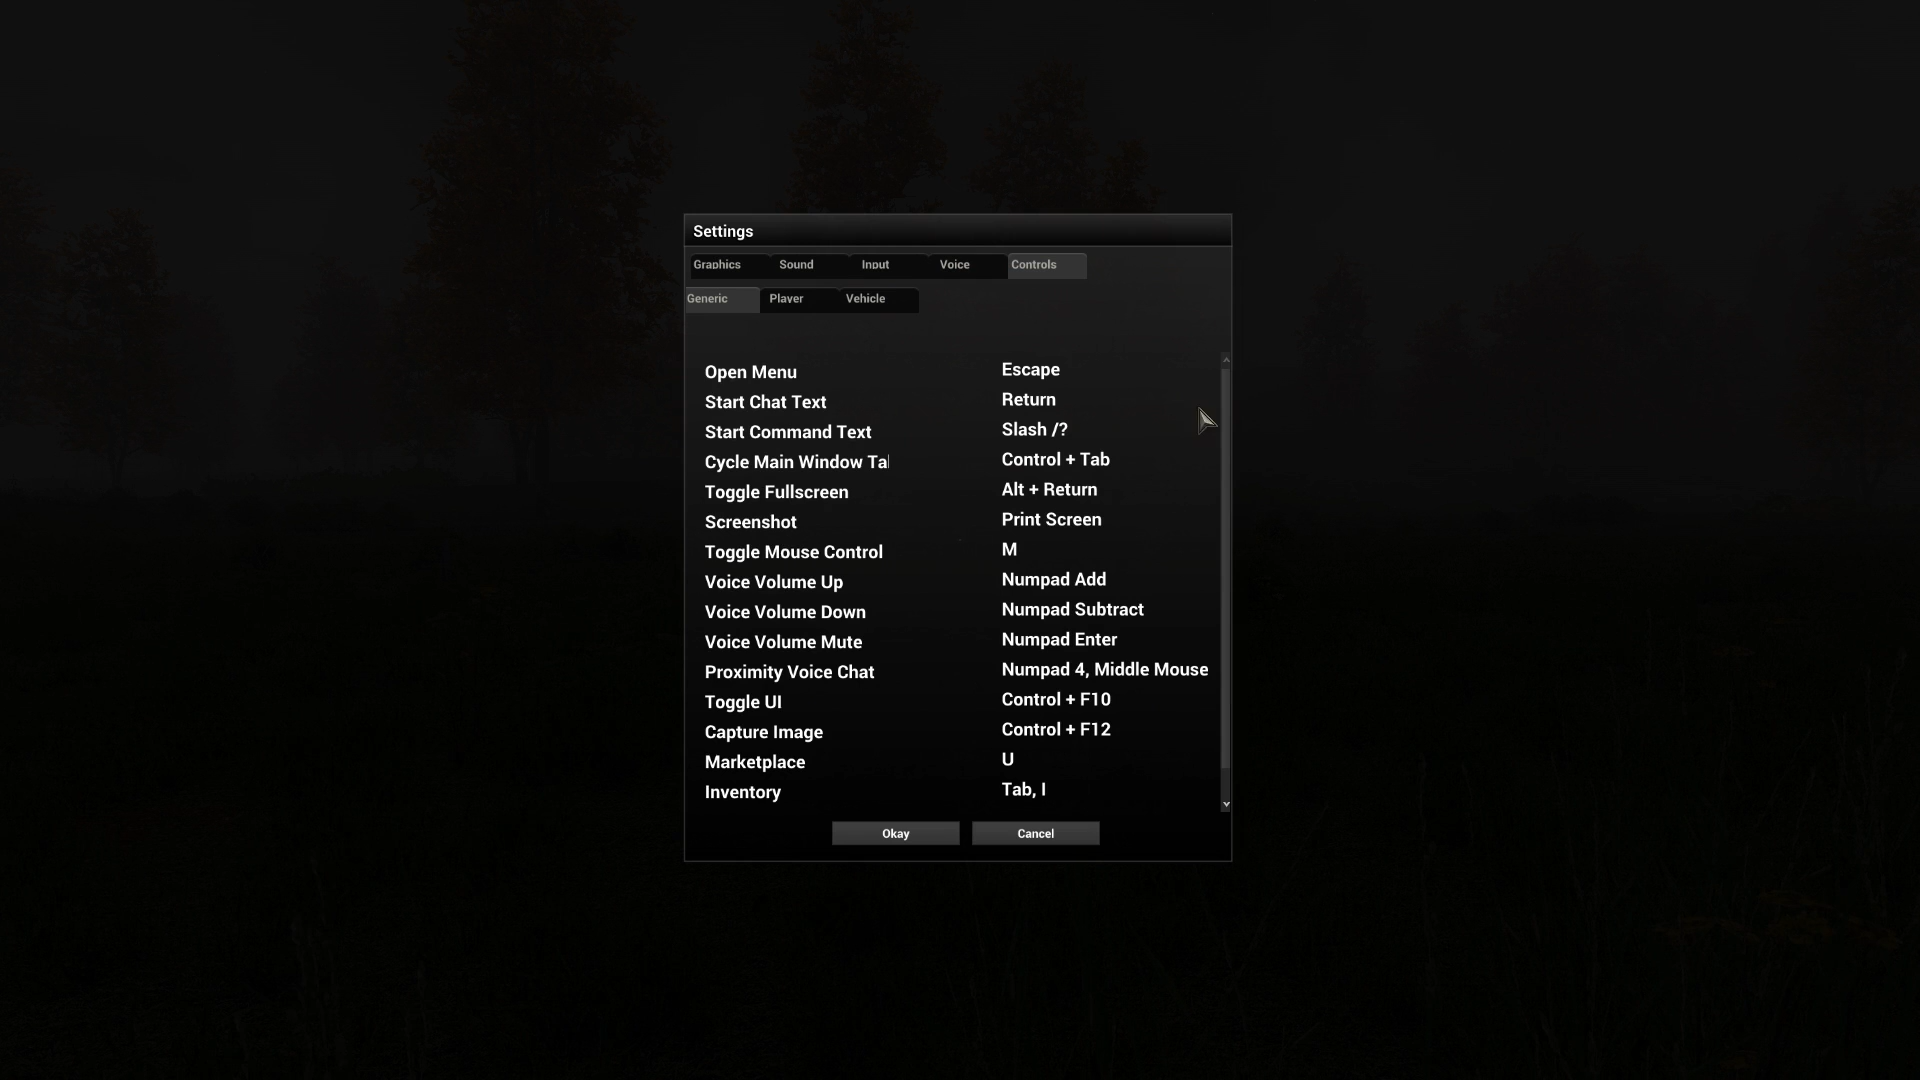 Settings
Graphics Sound Input Voice Controls
Generic Player Vehicle
Open Menu Escape
Start Chat Text Return
Start Command Text Slash /?
Cycle Main Window Ta Control + Tab
Toggle Fullscreen Alt + Return
Screenshot Print Screen
Toggle Mouse Control M
Voice Volume Up Numpad Add
Voice Volume Down Numpad Subtract
Voice Volume Mute Numpad Enter
Proximity Voice Chat Numpad 4, Middle Mouse
Toggle UI Control + F10
Capture Image Control + F12
Marketplace U
Inventory Tab, I
Okay Cancel